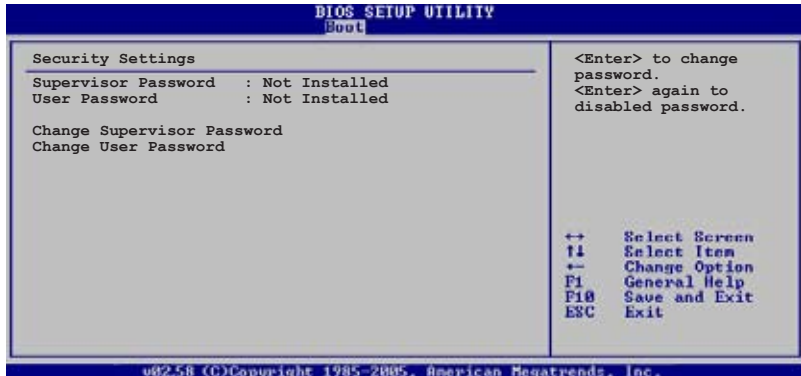 BIOS SETUP UTILITY
Boot
Security Settings
Supervisor Password : Not Installed
User Password : Not Installed
Change Supervisor Password
Change User Password
<Enter> to change
password.
<Enter> again to
disabled password.
↔ Select Screen
↑↓ Select Item
←- Change Option
F1 General Help
F10 Save and Exit
ESC Exit
v02.58 (C)Copyright 1985-2005, American Megatrends, Inc.